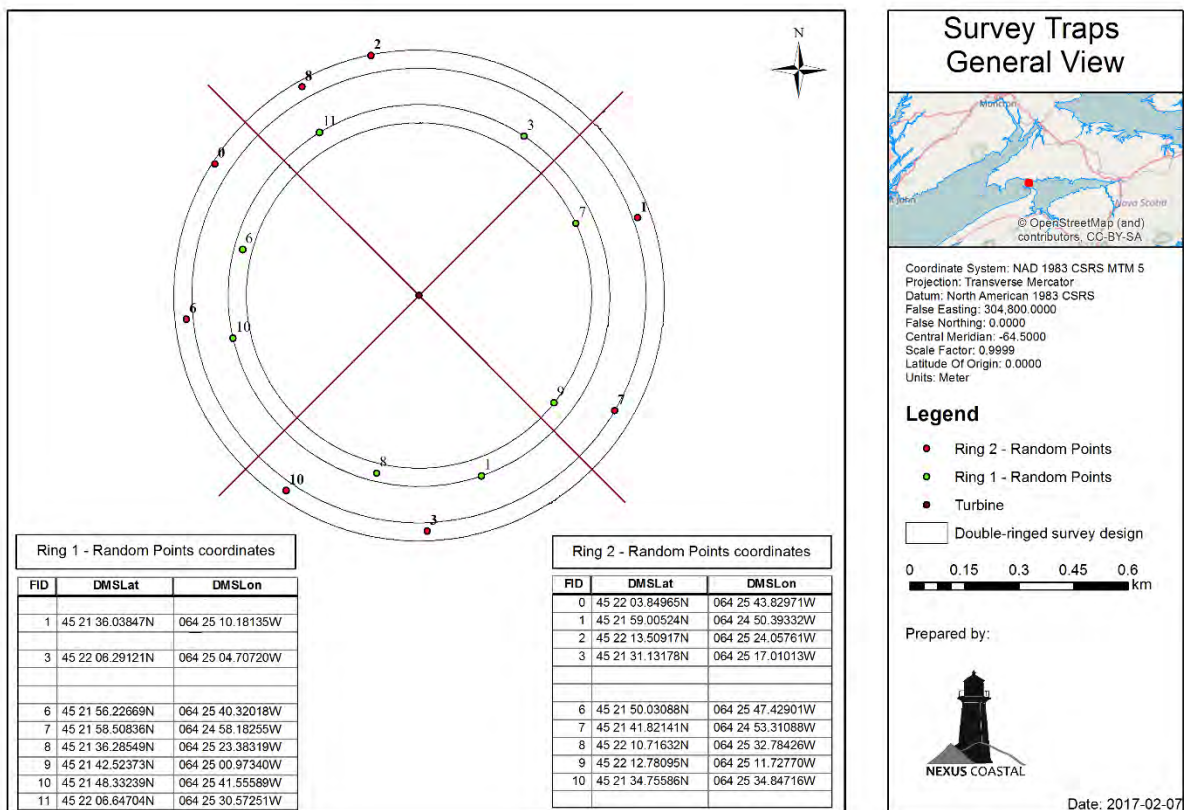 2
8
11
3
0
7
1
6
6
10
9
7
8
1
10
3
N
Ring 1 - Random Points coordinates
FID DMSLat DMSLon
1 45 21 36.03847N 064 25 10.18135W
3 45 22 06.29121N 064 25 04.70720W
6 45 21 56.22669N 064 25 40.32018W
7 45 21 58.50836N 064 24 58.18255W
8 45 21 36.28549N 064 25 23.38319W
9 45 21 42.52373N 064 25 00.97340W
10 45 21 48.33239N 064 25 41.55589W
11 45 22 06.64704N 064 25 30.57251W
Ring 2 - Random Points coordinates
FID DMSLat DMSLon
0 45 22 03.84965N 064 25 43.82971W
1 45 21 59.00524N 064 24 50.39332W
2 45 22 13.50917N 064 25 24.05761W
3 45 21 31.13178N 064 25 17.01013W
6 45 21 50.03088N 064 25 47.42901W
7 45 21 41.82141N 064 24 53.31088W
8 45 22 10.71632N 064 25 32.78426W
9 45 22 12.78095N 064 25 11.72770W
10 45 21 34.75586N 064 25 34.84716W
Survey Traps
General View
Moncton
t John
Nova Scotia
© OpenStreetMap (and)
contributors, CC-BY-SA
Coordinate System: NAD 1983 CSRS MTM 5
Projection: Transverse Mercator
Datum: North American 1983 CSRS
False Easting: 304,800.0000
False Northing: 0.0000
Central Meridian: -64.5000
Scale Factor: 0.9999
Latitude Of Origin: 0.0000
Units: Meter
Legend
Ring 2 - Random Points
Ring 1 - Random Points
Turbine
Double-ringed survey design
0 0.15 0.3 0.45 0.6
km
Prepared by:
NEXUS COASTAL
Date: 2017-02-07